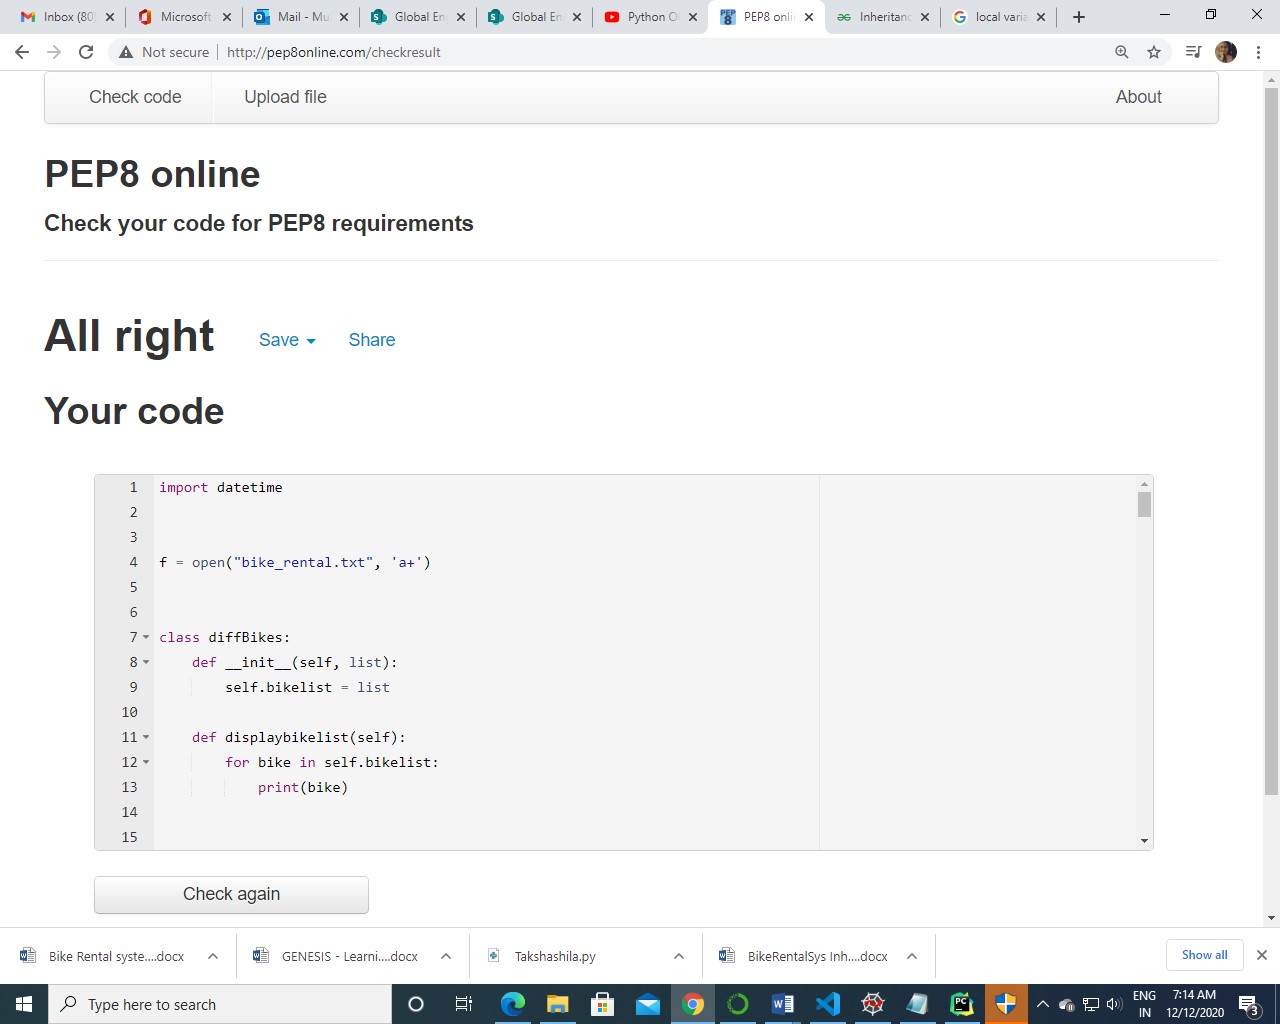 Inbox (80)
Microsoft
Mail - Mu
Global En
Global En
Python O
PEP8 onli
Inheritanc
local varia
Not secure
http://pep8online.com/checkresult
Check code
Upload file
About
PEP8 online
Check your code for PEP8 requirements
All right
Save
Share
Your code
1 import datetime
2
3
4 f = open("bike_rental.txt", 'a+')
5
6
7 class diffBikes:
8 def __init__(self, list):
9 self.bikelist = list
10
11 def displaybikelist(self):
12 for bike in self.bikelist:
13 print(bike)
14
15
Check again
Bike Rental syste....docx
GENESIS - Learni....docx
Takshashila.py
BikeRentalSys Inh....docx
Show all
Type here to search
ENG
IN
7:14 AM
12/12/2020
3